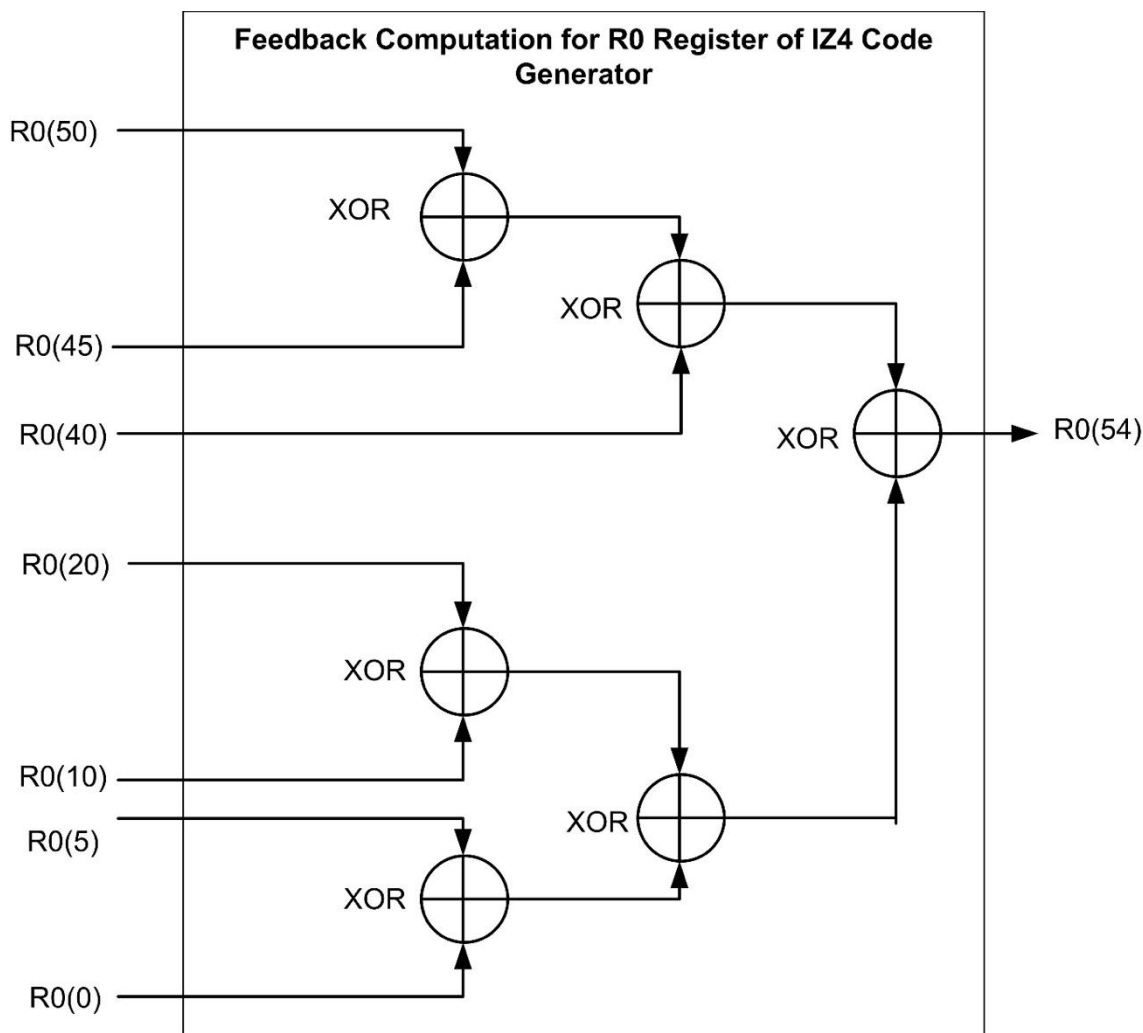 Feedback Computation for R0 Register of IZ4 Code
Generator
R0(50)
XOR
R0(45)
XOR
R0(40)
XOR
R0(54)
R0(20)
XOR
R0(10)
XOR
R0(5)
XOR
R0(0)